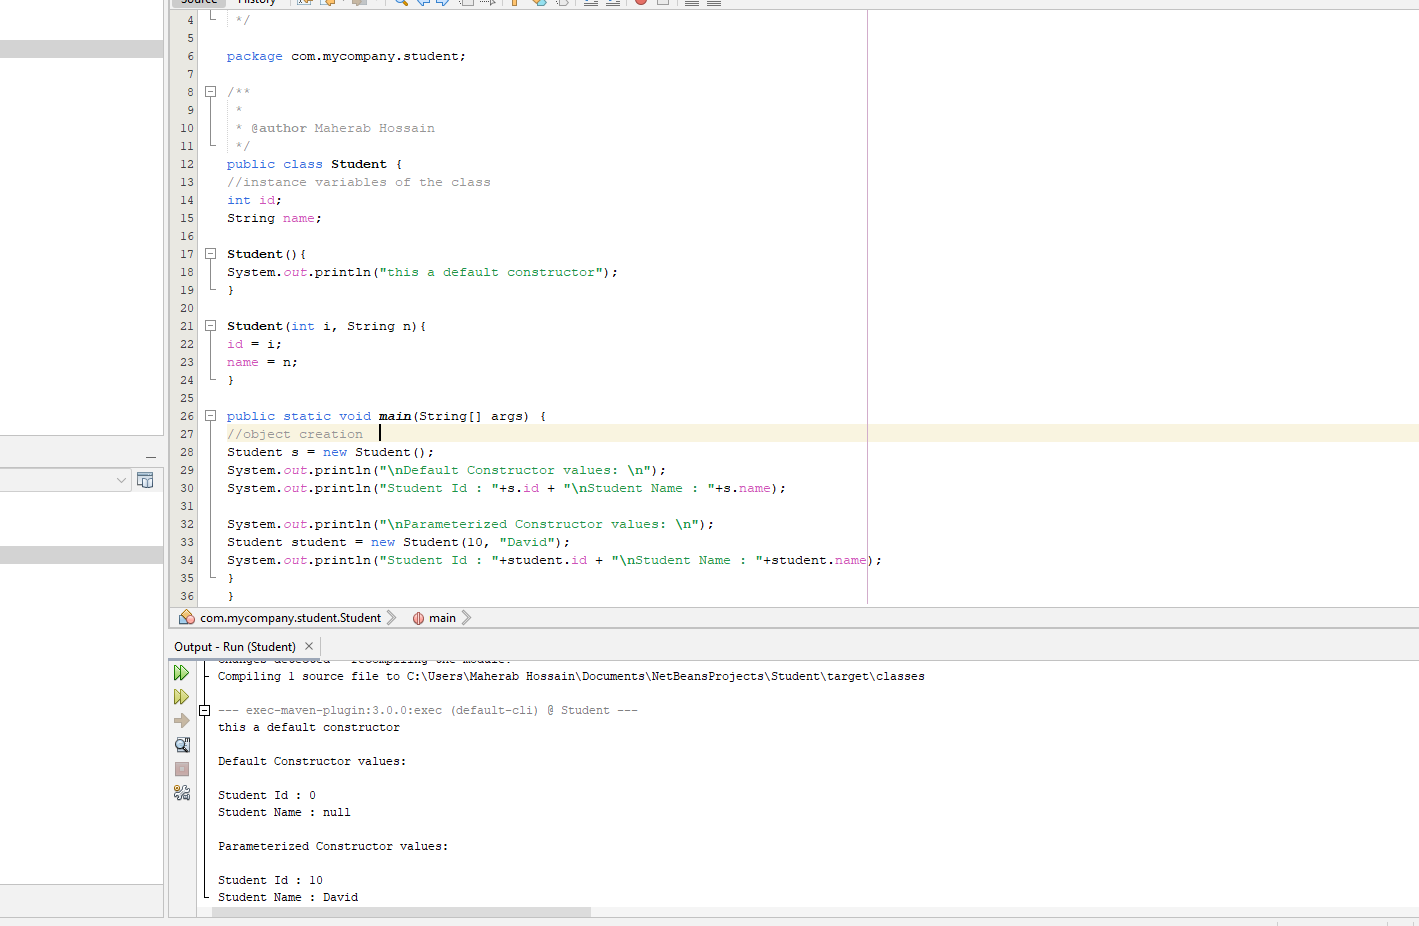 Source History
4 */
5
6 package com.mycompany.student;
7
8 /**
9 *
10 * @author Maherab Hossain
11 */
12 public class Student {
13 //instance variables of the class
14 int id;
15 String name;
16
17 Student(){
18 System.out.println("this a default constructor");
19 }
20
21 Student(int i, String n){
22 id = i;
23 name = n;
24 }
25
26 public static void main(String[] args) {
27 //object creation
28 Student s = new Student();
29 System.out.println("\nDefault Constructor values: \n");
30 System.out.println("Student Id : "+s.id + "\nStudent Name : "+s.name);
31
32 System.out.println("\nParameterized Constructor values: \n");
33 Student student = new Student(10, "David");
34 System.out.println("Student Id : "+student.id + "\nStudent Name : "+student.name);
35 }
36 }
com.mycompany.student.Student main
Output - Run (Student) ×
Changes detected - recompiling the module!
Compiling 1 source file to C:\Users\Maherab Hossain\Documents\NetBeansProjects\Student\target\classes
--- exec-maven-plugin:3.0.0:exec (default-cli) @ Student ---
this a default constructor
Default Constructor values:
Student Id : 0
Student Name : null
Parameterized Constructor values:
Student Id : 10
Student Name : David